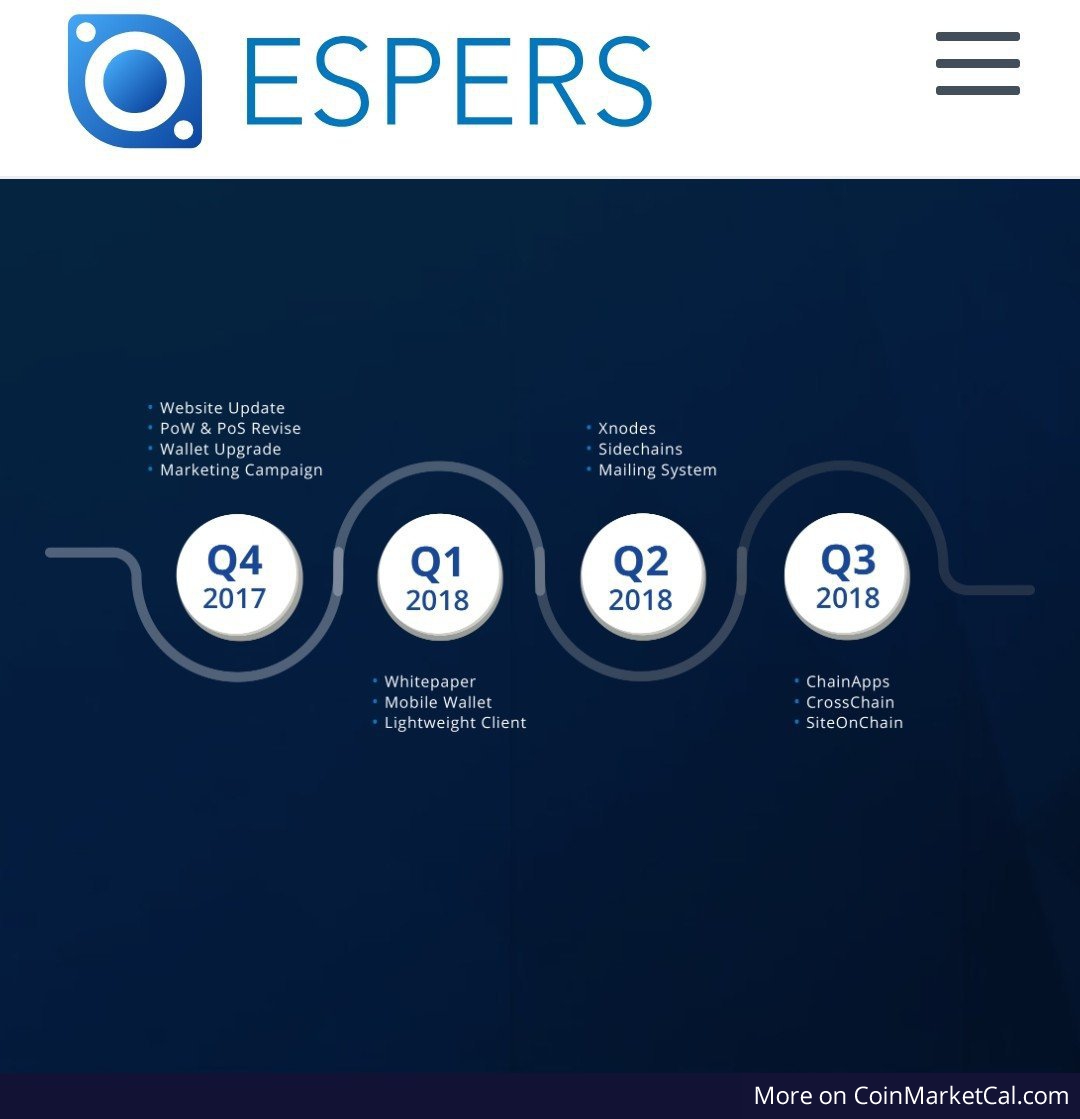 ESPERS
• Website Update
• PoW & PoS Revise
• Wallet Upgrade
• Marketing Campaign
• Xnodes
• Sidechains
• Mailing System
Q4
2017
Q1
2018
Q2
2018
Q3
2018
• Whitepaper
• Mobile Wallet
• Lightweight Client
• ChainApps
• CrossChain
• SiteOnChain
More on CoinMarketCal.com